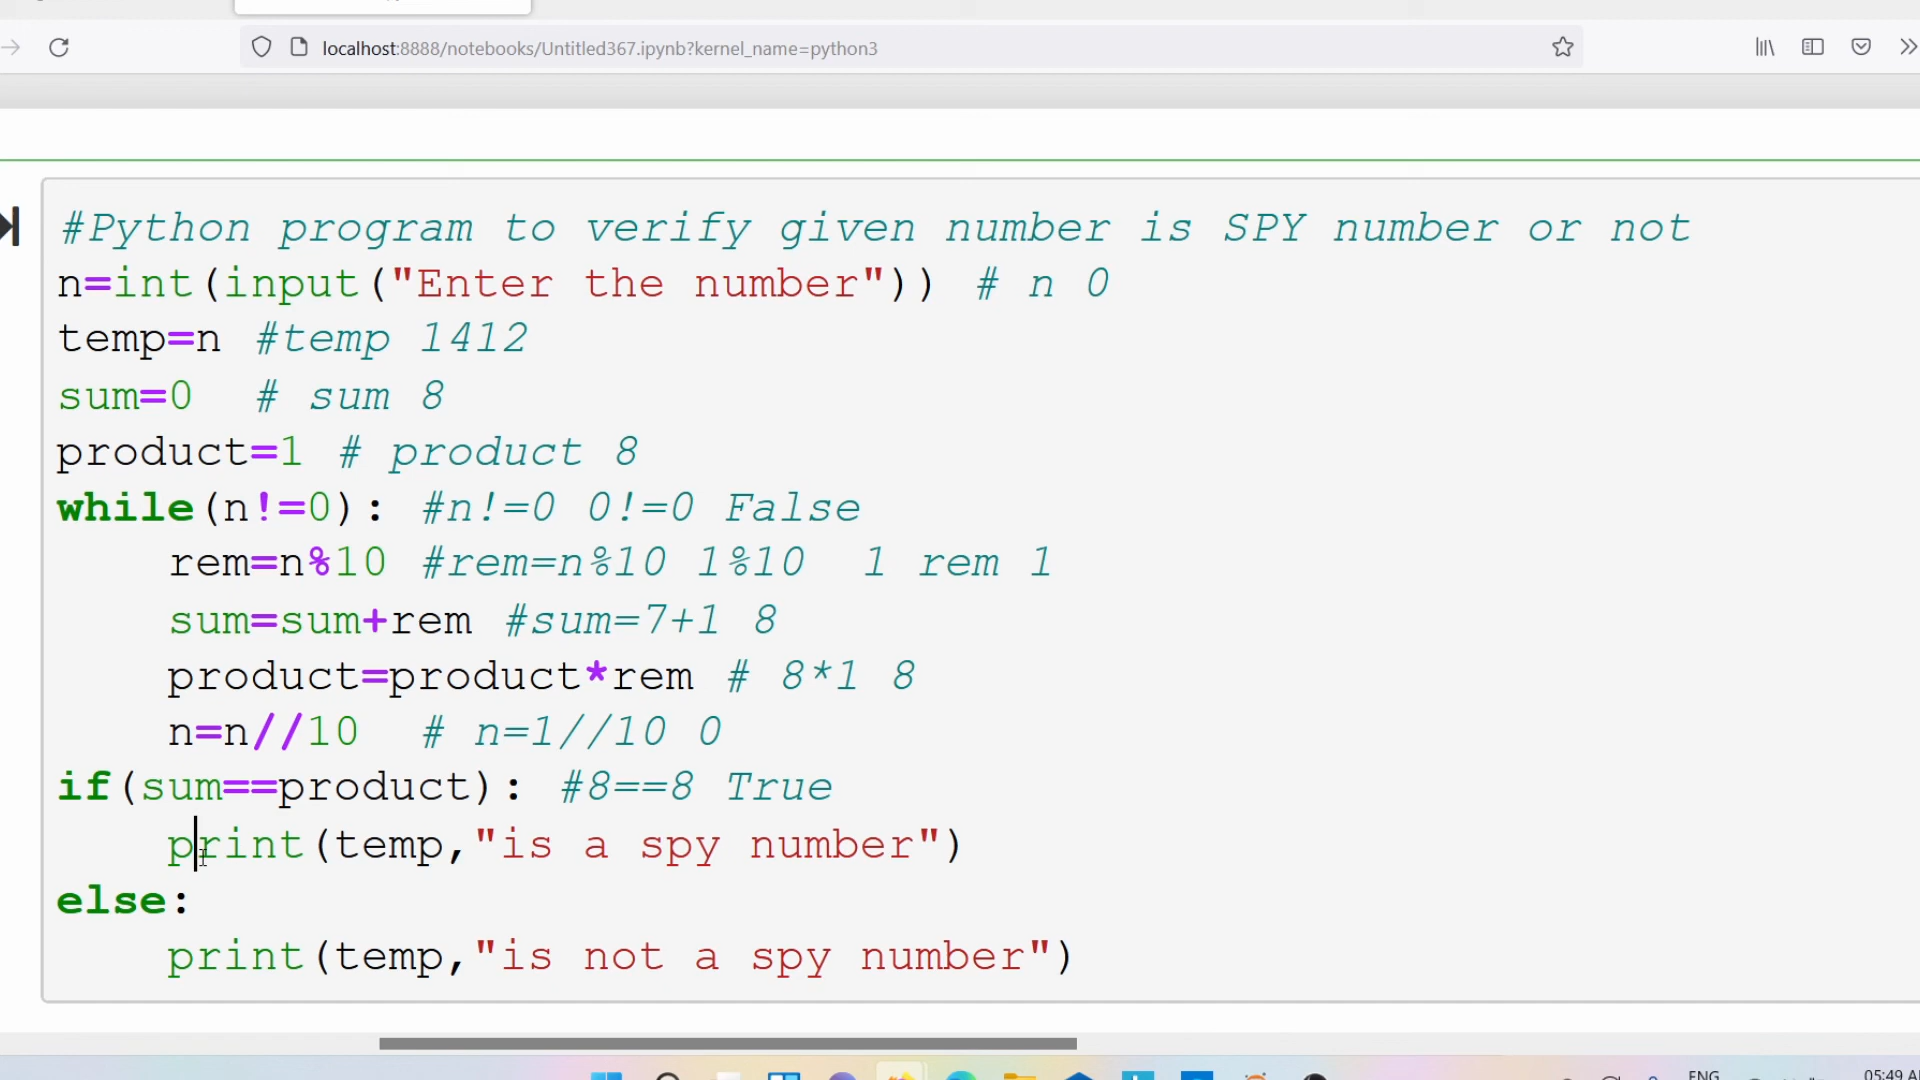 localhost:8888/notebooks/Untitled367.ipynb?kernel_name=python3
#Python program to verify given number is SPY number or not
n=int(input("Enter the number")) # n 0
temp=n #temp 1412
sum=0 # sum 8
product=1 # product 8
while(n!=0): #n!=0 0!=0 False
rem=n%10 #rem=n%10 1%10 1 rem 1
sum=sum+rem #sum=7+1 8
product=product*rem # 8*1 8
n=n//10 # n=1//10 0
if(sum==product): #8==8 True
print(temp,"is a spy number")
else:
print(temp,"is not a spy number")
ENG
05:49 A